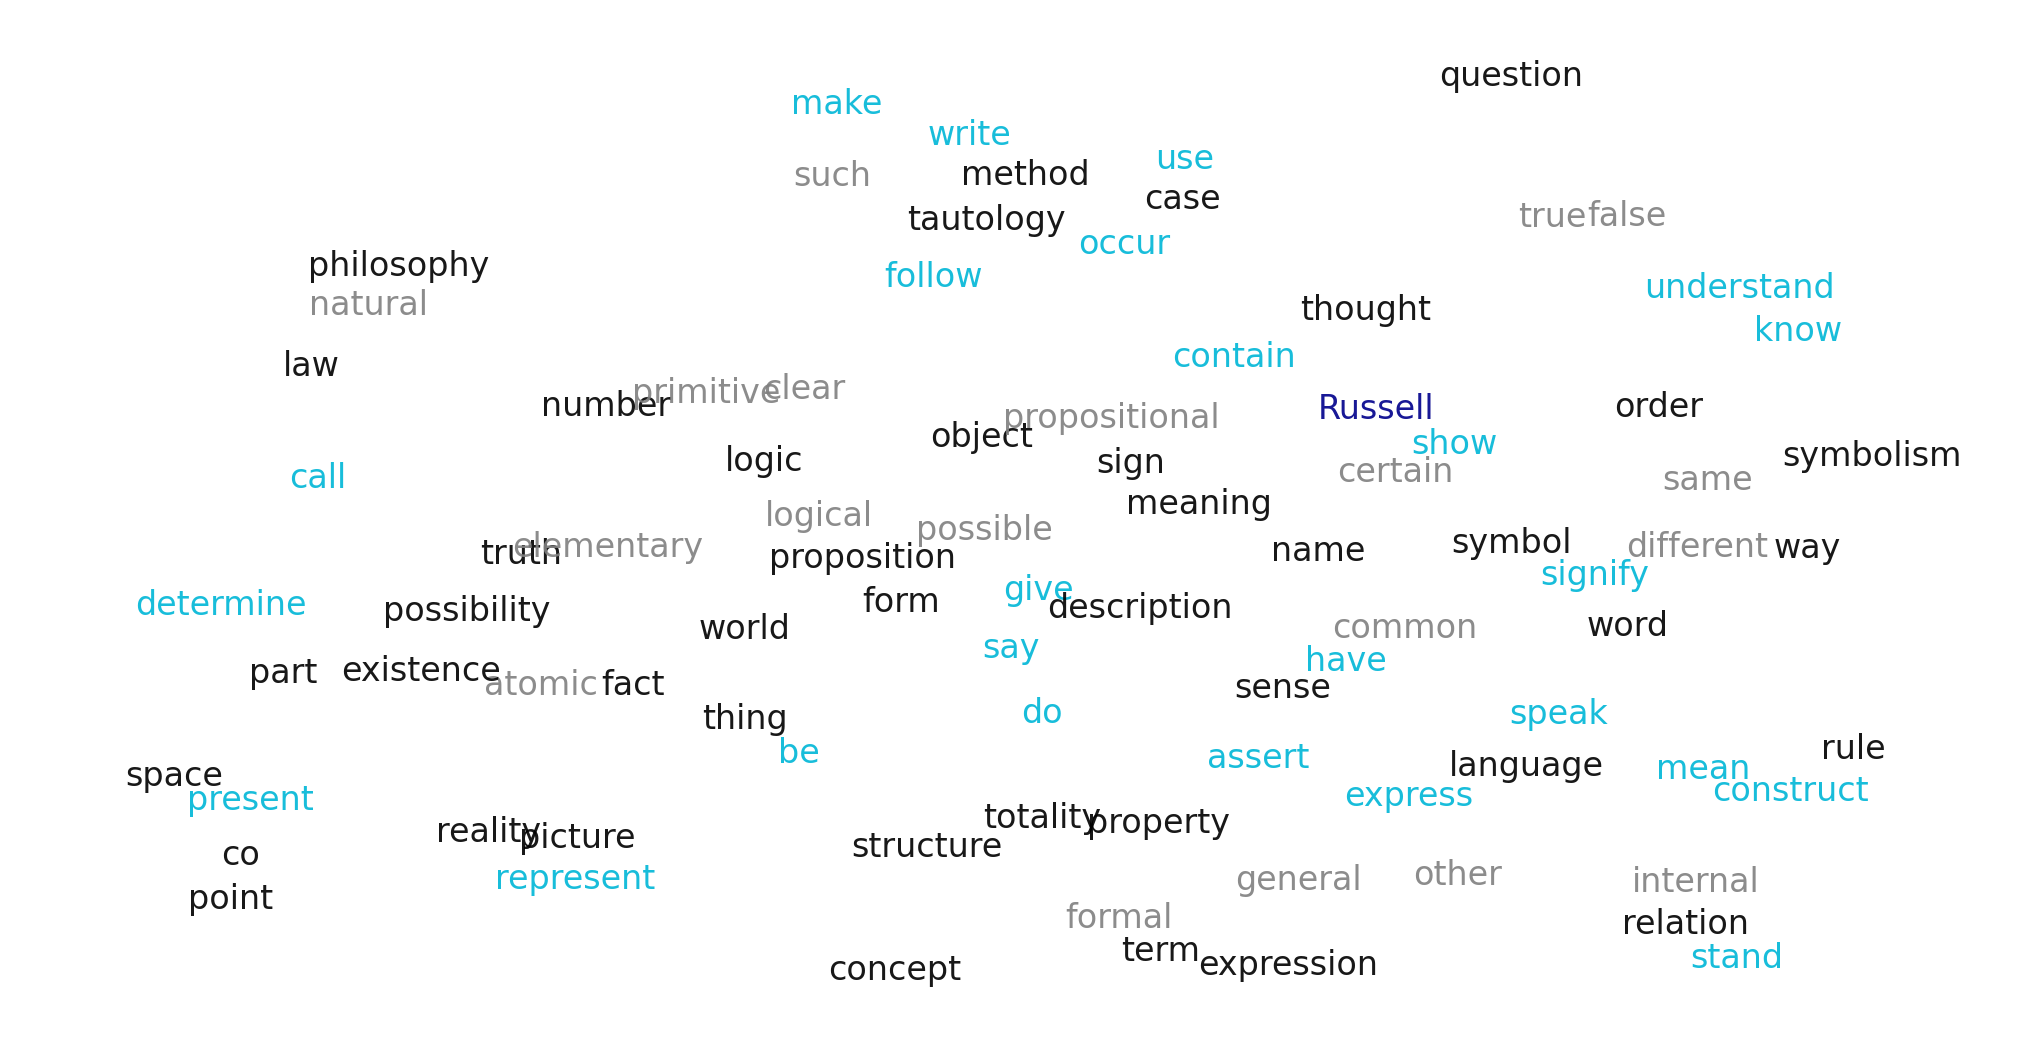 question
make
write
use
such method
case
tautology
true false
occur
philosophy
follow
understand
natural
thought
know
contain
law
number primitive clear
Russell order
propositional
object
show
logic sign symbolism
certain same
call
meaning
logical possible
truth elementary
symbol different way
proposition name
signify
give
determine
possibility form description
world common word
say have
part existence atomic fact
sense
thing do speak
be assert language mean rule
space
present express construct
totality property
reality picture structure
co
represent general other internal
point
formal relation
term stand
concept expression